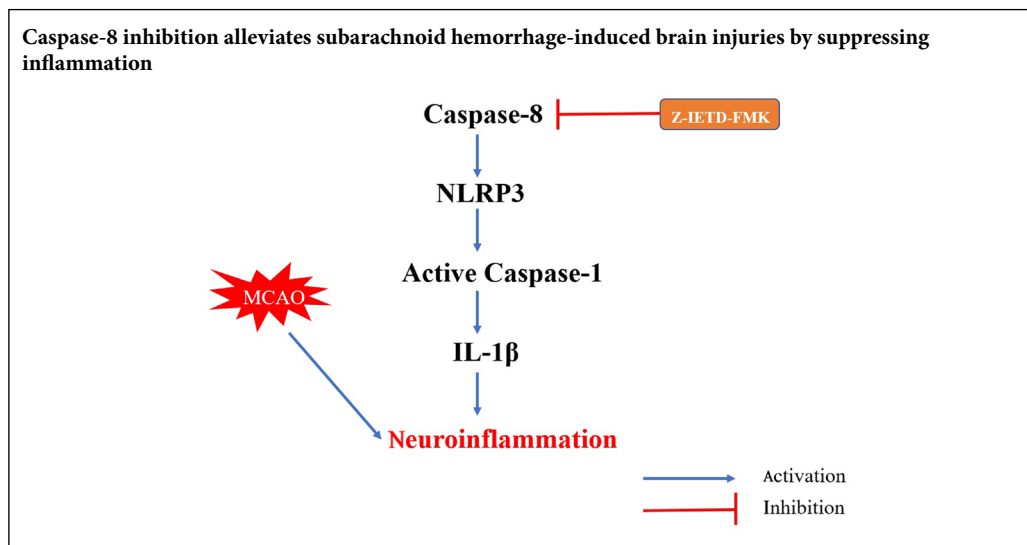 Caspase-8 inhibition alleviates subarachnoid hemorrhage-induced brain injuries by suppressing
inflammation
Caspase-8
Z-IETD-FMK
NLRP3
Active Caspase-1
MCAO
IL-1β
Neuroinflammation
Activation
Inhibition